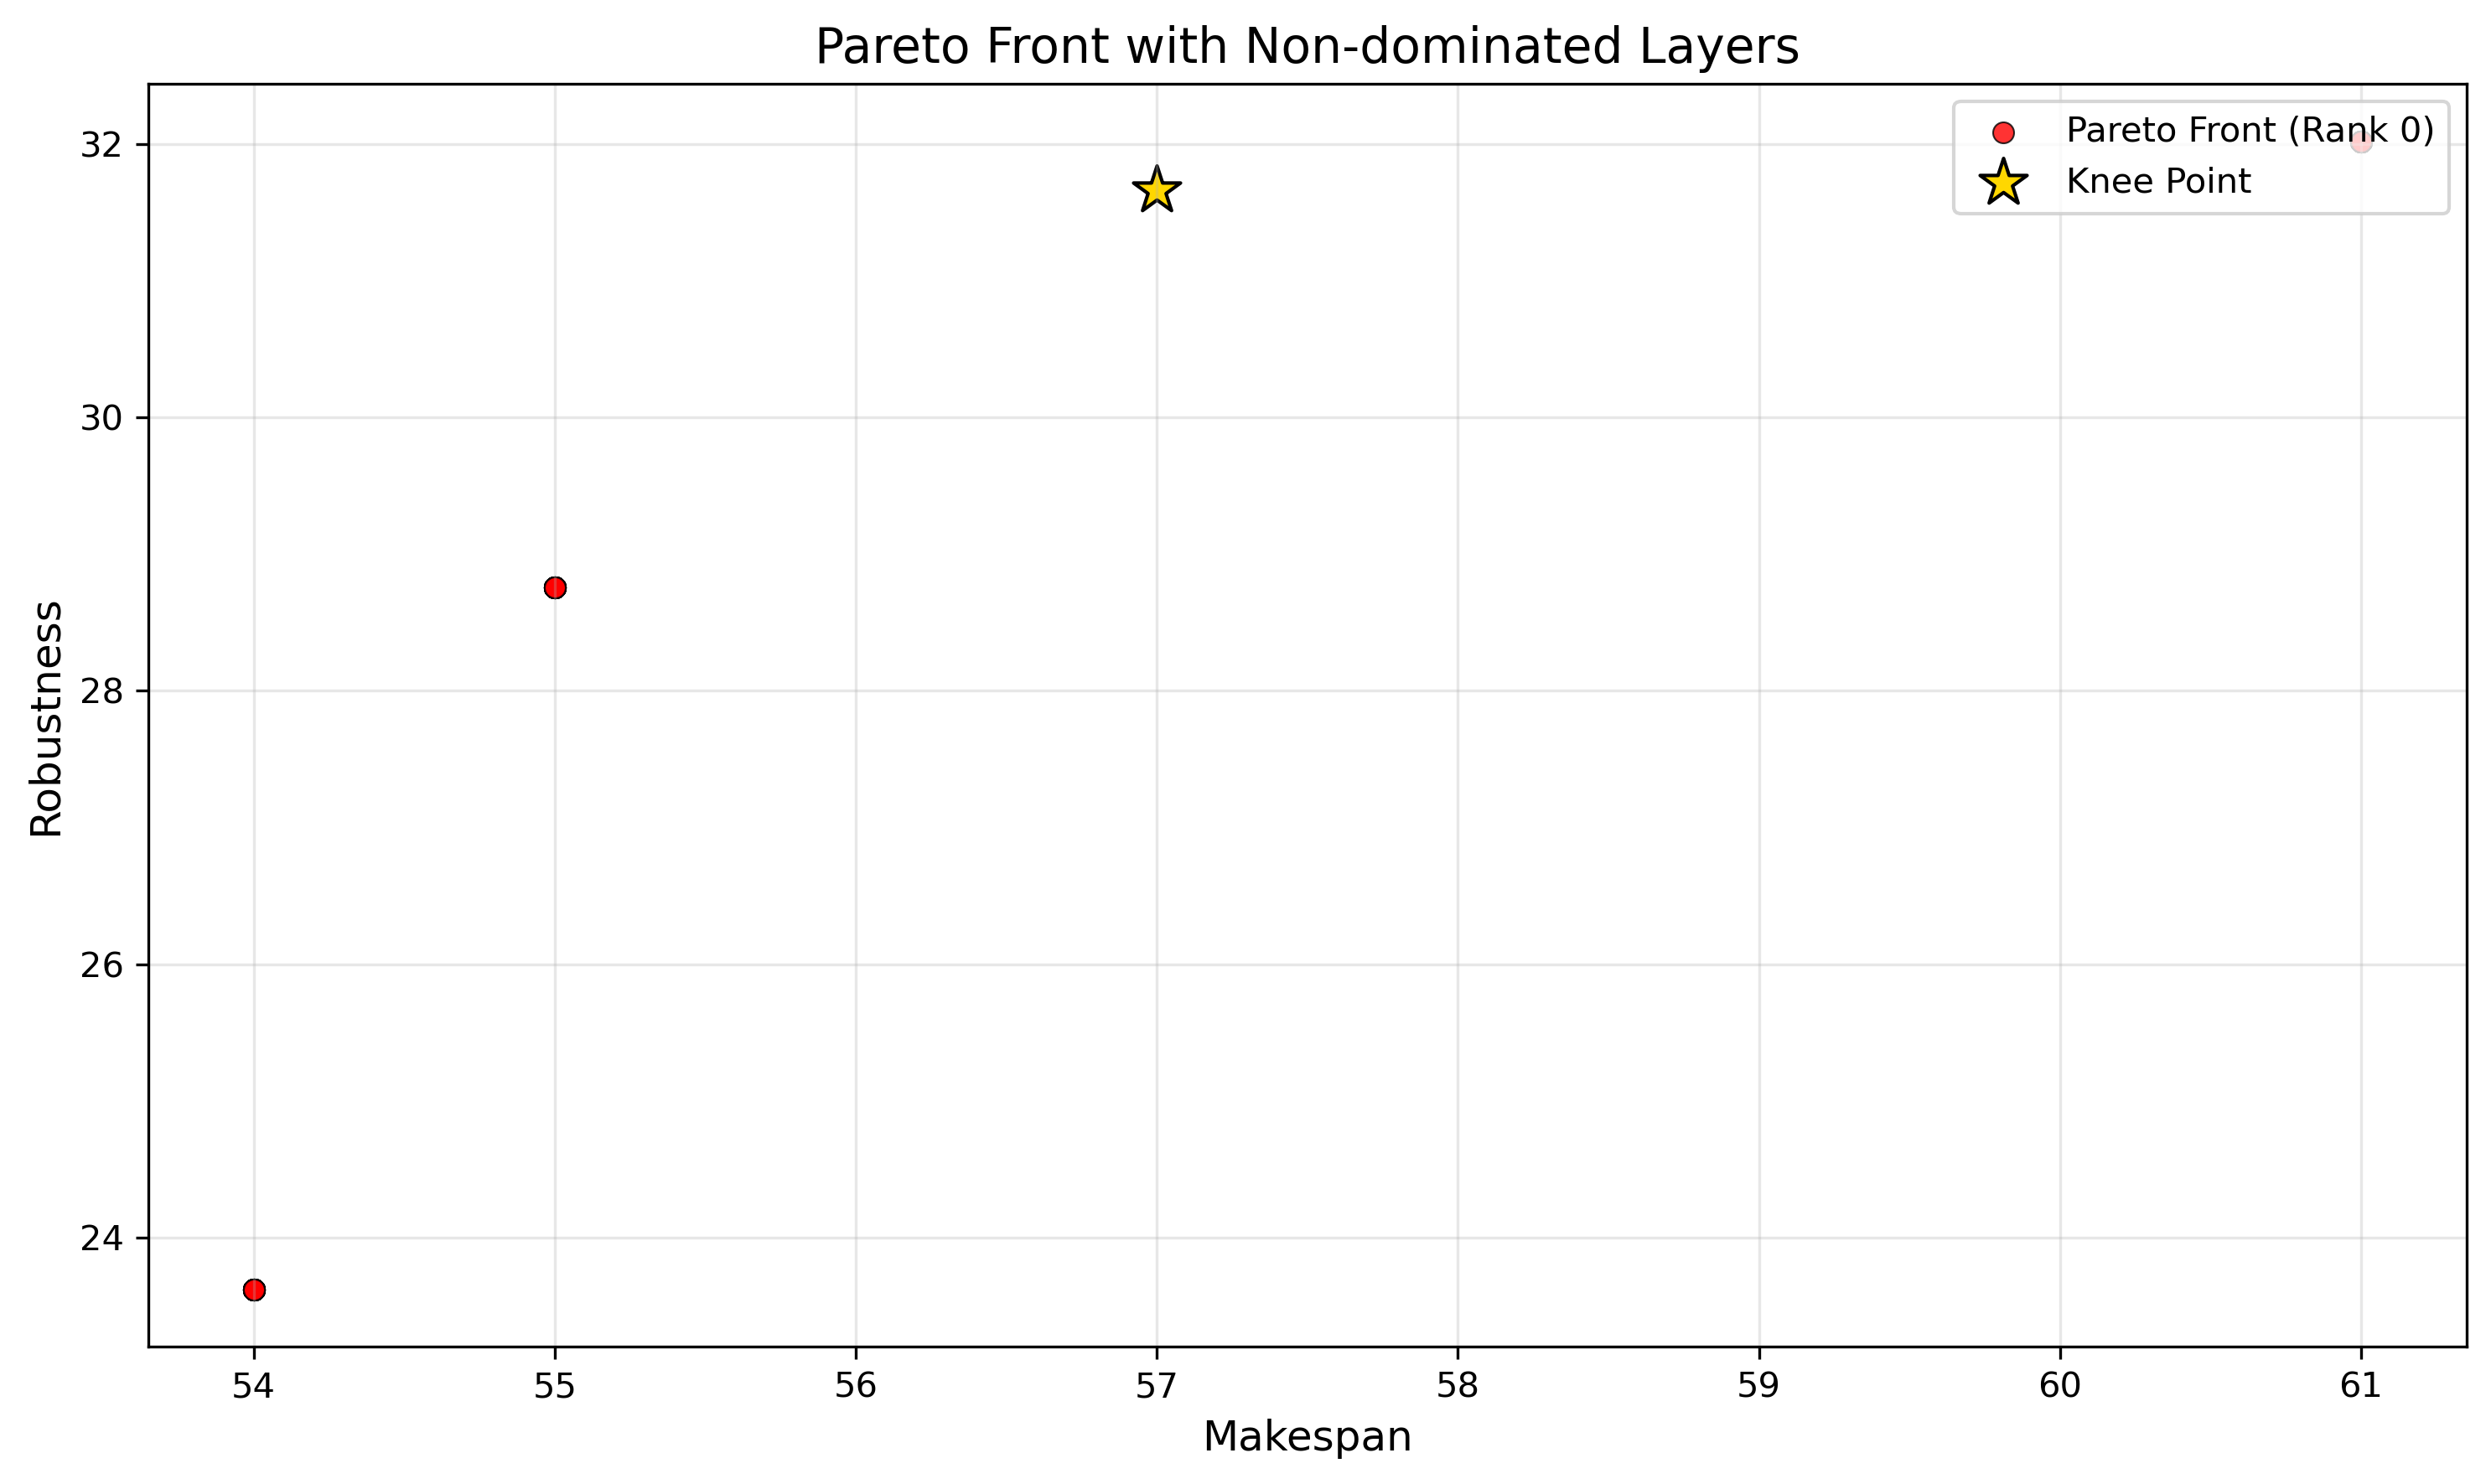 Pareto Front with Non-dominated Layers
Pareto Front (Rank 0)
Knee Point
Robustness
32
30
28
26
24
54 55 56 57 58 59 60 61
Makespan